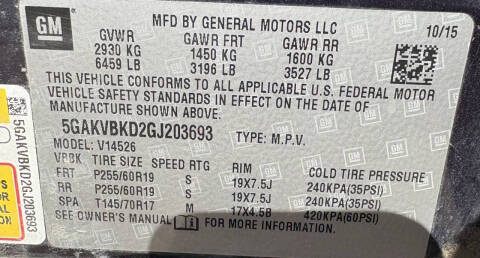 GM
MFD BY GENERAL MOTORS LLC
10/15
GVWR GAWR FRT GAWR RR
2930 KG 1450 KG 1600 KG
6459 LB 3196 LB 3527 LB
THIS VEHICLE CONFORMS TO ALL APPLICABLE U.S. FEDERAL MOTOR
VEHICLE SAFETY STANDARDS IN EFFECT ON THE DATE OF
MANUFACTURE SHOWN ABOVE.
5GAKVBKD2GJ203693 TYPE: M.P.V.
MODEL: V14526
VPBK TIRE SIZE SPEED RTG RIM COLD TIRE PRESSURE
FRT P255/60R19 S 19X7.5J 240KPA(35PSI)
RR P255/60R19 S 19X7.5J 240KPA(35PSI)
SPA T145/70R17 M 17X4.5B 420KPA(60PSI)
SEE OWNER'S MANUAL
5GAKVBKD2GJ203693